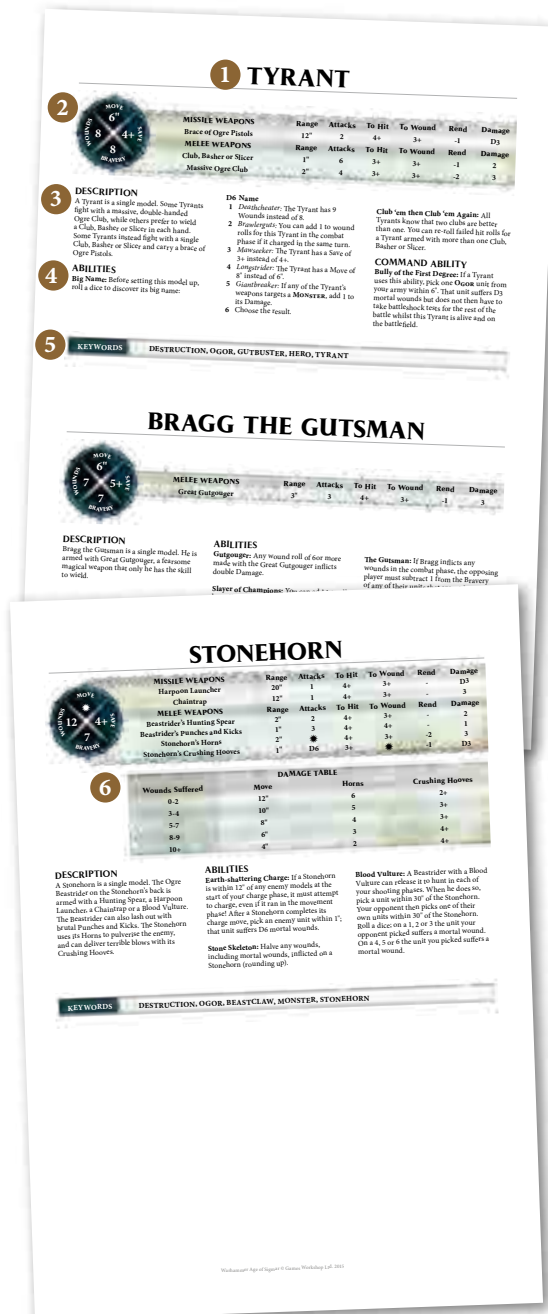 1 TYRANT
2
MOVE
6"
WOUNDS 8 4+ SAVE
8
BRAVERY
MISSILE WEAPONS Range Attacks To Hit To Wound Rend Damage
Brace of Ogre Pistols 12" 2 4+ 3+ -1 D3
MELEE WEAPONS Range Attacks To Hit To Wound Rend Damage
Club, Basher or Slicer 1" 6 3+ 3+ -1 2
Massive Ogre Club 2" 4 3+ 3+ -2 3
3
DESCRIPTION
A Tyrant is a single model. Some Tyrants
fight with a massive, double-handed
Ogre Club, while others prefer to wield
a Club, Basher or Slicer in each hand.
Some Tyrants instead fight with a single
Club, Basher or Slicer and carry a brace of
Ogre Pistols.
4
ABILITIES
Big Name: Before setting this model up,
roll a dice to discover its big name:
D6 Name
1 Deathcheater: The Tyrant has 9
Wounds instead of 8.
2 Brawlerguts: You can add 1 to wound
rolls for this Tyrant in the combat
phase if it charged in the same turn.
3 Mawseeker: The Tyrant has a Save of
3+ instead of 4+.
4 Longstrider: The Tyrant has a Move of
8" instead of 6".
5 Giantbreaker: If any of the Tyrant's
weapons targets a MONSTER, add 1 to
its Damage.
6 Choose the result.
Club 'em then Club 'em Again: All
Tyrants know that two clubs are better
than one. You can re-roll failed hit rolls for
a Tyrant armed with more than one Club,
Basher or Slicer.
COMMAND ABILITY
Bully of the First Degree: If a Tyrant
uses this ability, pick one OGOR unit from
your army within 6". That unit suffers D3
mortal wounds but does not then have to
take battleshock tests for the rest of the
battle whilst this Tyrant is alive and on
the battlefield.
5
KEYWORDS DESTRUCTION, OGOR, GUTBUSTER, HERO, TYRANT
BRAGG THE GUTSMAN
MOVE
6"
WOUNDS 7 5+ SAVE
7
BRAVERY
MELEE WEAPONS Range Attacks To Hit To Wound Rend Damage
Great Gutgouger 3" 3 4+ 3+ -1 3
DESCRIPTION
Bragg the Gutsman is a single model. He is
armed with Great Gutgouger, a fearsome
magical weapon that only he has the skill
to wield.
ABILITIES
Gutgouger: Any wound roll of 6or more
made with the Great Gutgouger inflicts
double Damage.
Slayer of Champions: You can add
The Gutsman: If Bragg inflicts any
wounds in the combat phase, the opposing
player must subtract 1 from the Bravery
of any of their units that
STONEHORN
MOVE
✹
WOUNDS 12 4+ SAVE
7
BRAVERY
MISSILE WEAPONS Range Attacks To Hit To Wound Rend Damage
Harpoon Launcher 20" 1 4+ 3+ - D3
Chaintrap 12" 1 4+ 3+ - 3
MELEE WEAPONS Range Attacks To Hit To Wound Rend Damage
Beastrider's Hunting Spear 2" 2 4+ 3+ - 2
Beastrider's Punches and Kicks 1" 3 4+ 4+ - 1
Stonehorn's Horns 2" ✹ 4+ 3+ -2 3
Stonehorn's Crushing Hooves 1" D6 3+ ✹ -1 D3
6
DAMAGE TABLE
Wounds Suffered Move Horns Crushing Hooves
0-2 12" 6 2+
3-4 10" 5 3+
5-7 8" 4 3+
8-9 6" 3 4+
10+ 4" 2 4+
DESCRIPTION
A Stonehorn is a single model. The Ogre
Beastrider on the Stonehorn's back is
armed with a Hunting Spear, a Harpoon
Launcher, a Chaintrap or a Blood Vulture.
The Beastrider can also lash out with
brutal Punches and Kicks. The Stonehorn
uses its Horns to pulverise the enemy,
and can deliver terrible blows with its
Crushing Hooves.
ABILITIES
Earth-shattering Charge: If a Stonehorn
is within 12" of any enemy models at the
start of your charge phase, it must attempt
to charge, even if it ran in the movement
phase! After a Stonehorn completes its
charge move, pick an enemy unit within 1";
that unit suffers D6 mortal wounds.
Stone Skeleton: Halve any wounds,
including mortal wounds, inflicted on a
Stonehorn (rounding up).
Blood Vulture: A Beastrider with a Blood
Vulture can release it to hunt in each of
your shooting phases. When he does so,
pick a unit within 30" of the Stonehorn.
Your opponent then picks one of their
own units within 30" of the Stonehorn.
Roll a dice: on a 1, 2 or 3 the unit your
opponent picked suffers a mortal wound.
On a 4, 5 or 6 the unit you picked suffers a
mortal wound.
KEYWORDS DESTRUCTION, OGOR, BEASTCLAW, MONSTER, STONEHORN
Warhammer Age of Sigmar © Games Workshop Ltd. 2015